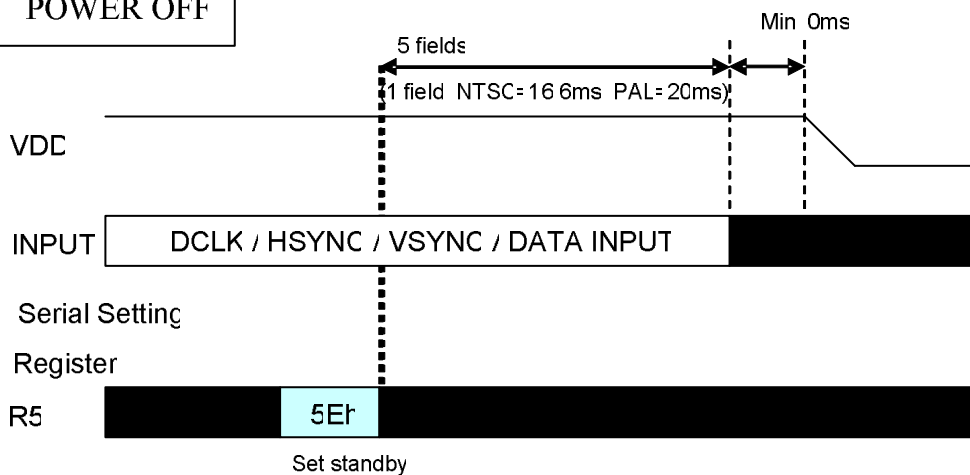 POWER OFF
Min 0ms
5 fields
(1 field NTSC=16 6ms PAL=20ms)
VDD
INPUT
DCLK / HSYNC / VSYNC / DATA INPUT
Serial Setting
Register
R5
5Eh
Set standby